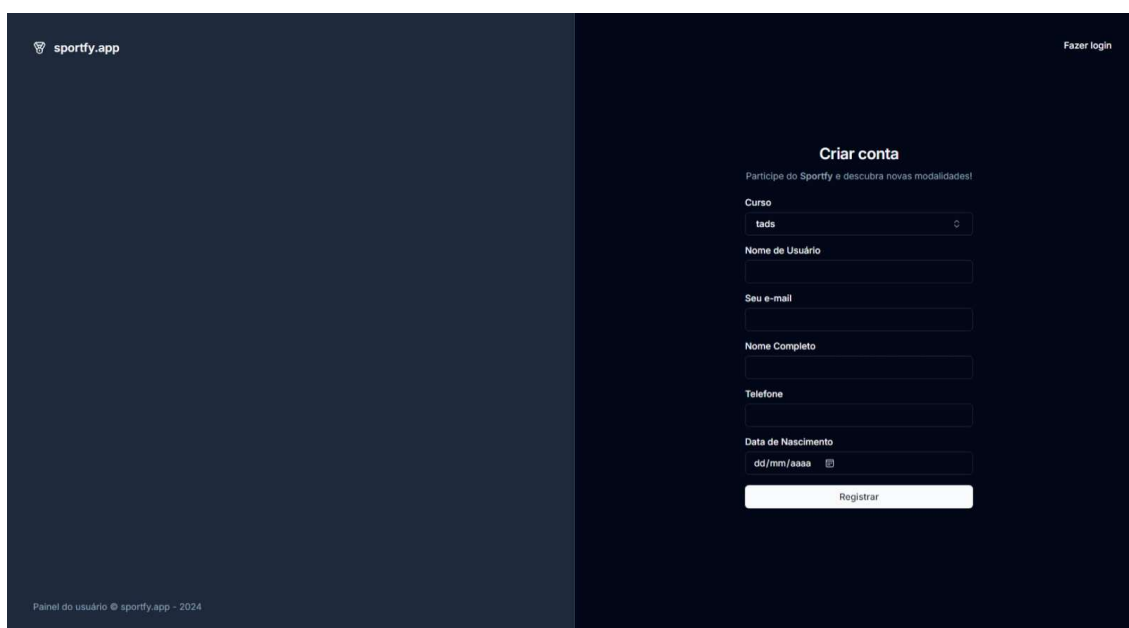 sportfy.app
Fazer login
Criar conta
Participe do Sportfy e descubra novas modalidades!
Curso
tads
Nome de Usuário
Seu e-mail
Nome Completo
Telefone
Data de Nascimento
dd/mm/aaaa
Registrar
Painel do usuário © sportfy.app - 2024